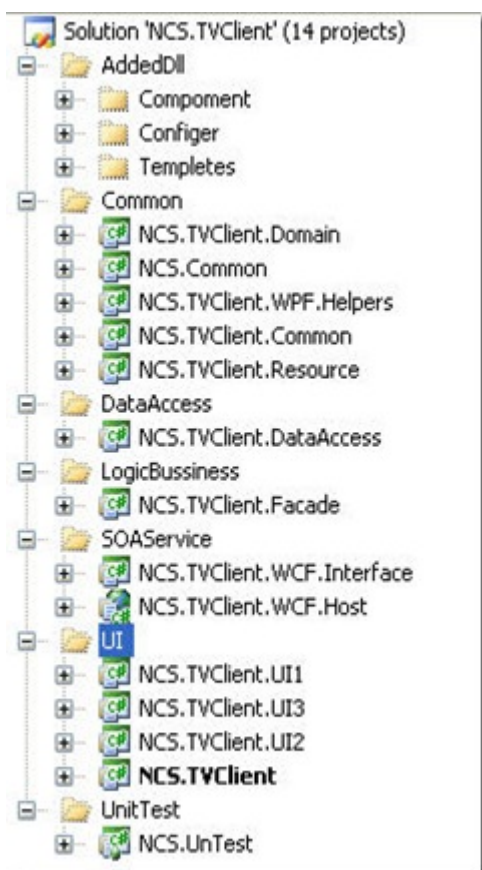 Solution 'NCS.TVClient' (14 projects)
AddedDll
Compoment
Configer
Templetes
Common
NCS.TVClient.Domain
NCS.Common
NCS.TVClient.WPF.Helpers
NCS.TVClient.Common
NCS.TVClient.Resource
DataAccess
NCS.TVClient.DataAccess
LogicBussiness
NCS.TVClient.Facade
SOAService
NCS.TVClient.WCF.Interface
NCS.TVClient.WCF.Host
UI
NCS.TVClient.UI1
NCS.TVClient.UI3
NCS.TVClient.UI2
NCS.TVClient
UnitTest
NCS.UnTest